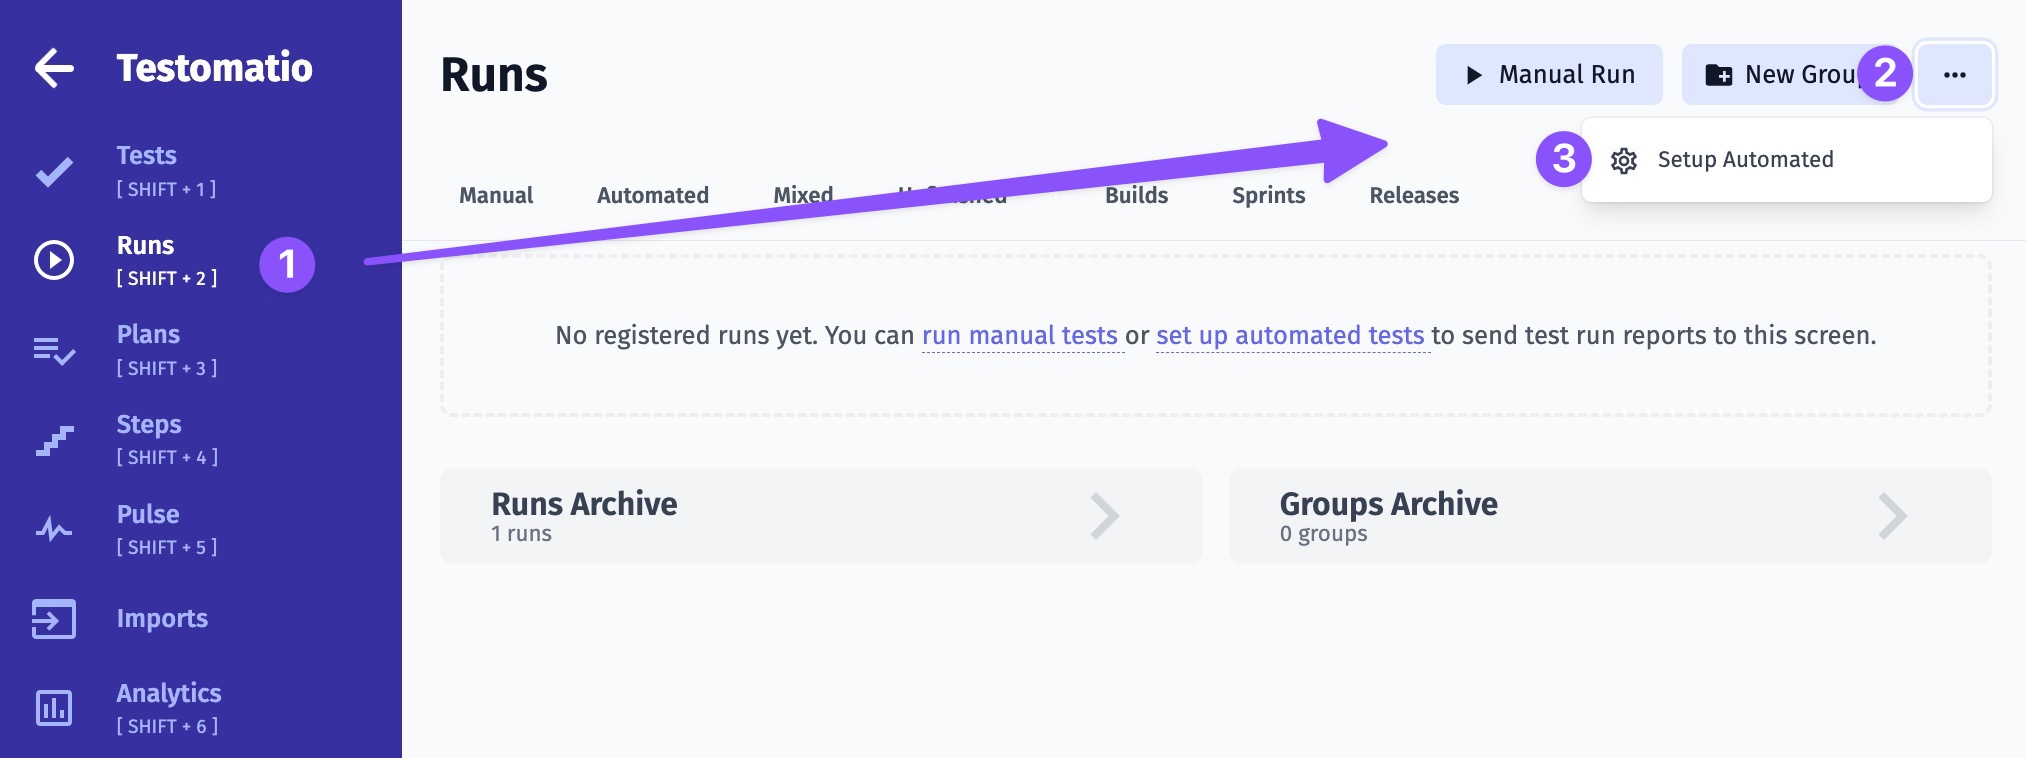 Testomatio
Tests
[ SHIFT + 1 ]
Runs
[ SHIFT + 2 ]
1
Plans
[ SHIFT + 3 ]
Steps
[ SHIFT + 4 ]
Pulse
[ SHIFT + 5 ]
Imports
Analytics
[ SHIFT + 6 ]
Runs
Manual Run
New Grou
2
3
Setup Automated
Manual Automated Mixed Builds Sprints Releases
No registered runs yet. You can run manual tests or set up automated tests to send test run reports to this screen.
Runs Archive
1 runs
Groups Archive
0 groups